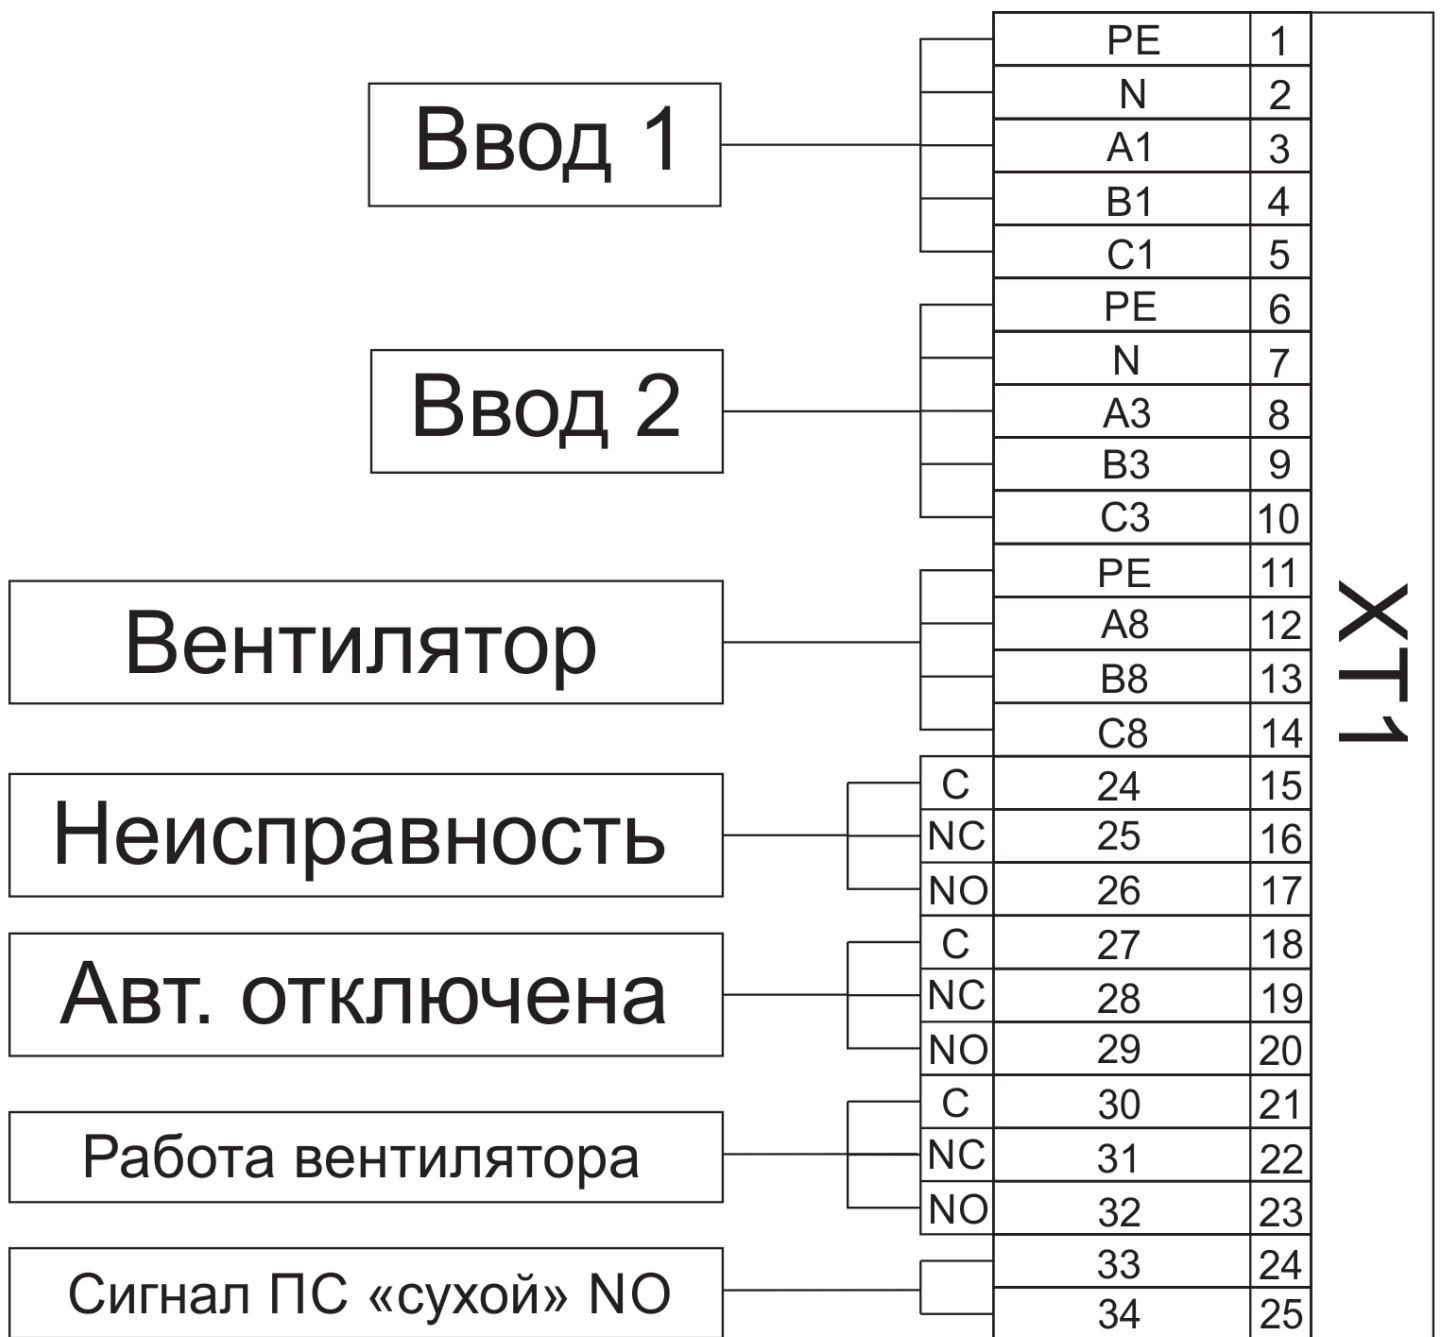 PE 1
N 2
Ввод 1 A1 3
B1 4
C1 5
PE 6
N 7
Ввод 2 A3 8
B3 9
C3 10
PE 11
A8 12
Вентилятор
B8 13
C8 14
XT1
C 24 15
Неисправность NC 25 16
NO 26 17
C 27 18
Авт. отключена NC 28 19
NO 29 20
C 30 21
Работа вентилятора NC 31 22
NO 32 23
33 24
Сигнал ПС «сухой» NO
34 25